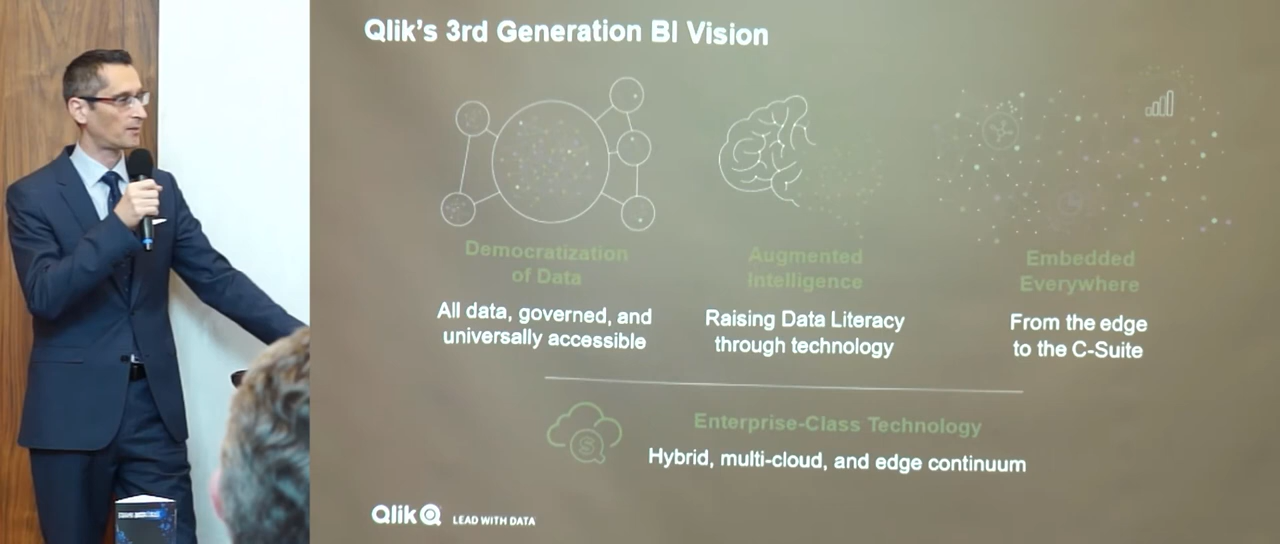 Qlik's 3rd Generation BI Vision
Democratization
of Data
All data, governed, and
universally accessible
Augmented
Intelligence
Raising Data Literacy
through technology
Embedded
Everywhere
From the edge
to the C-Suite
Enterprise-Class Technology
Hybrid, multi-cloud, and edge continuum
Qlik LEAD WITH DATA